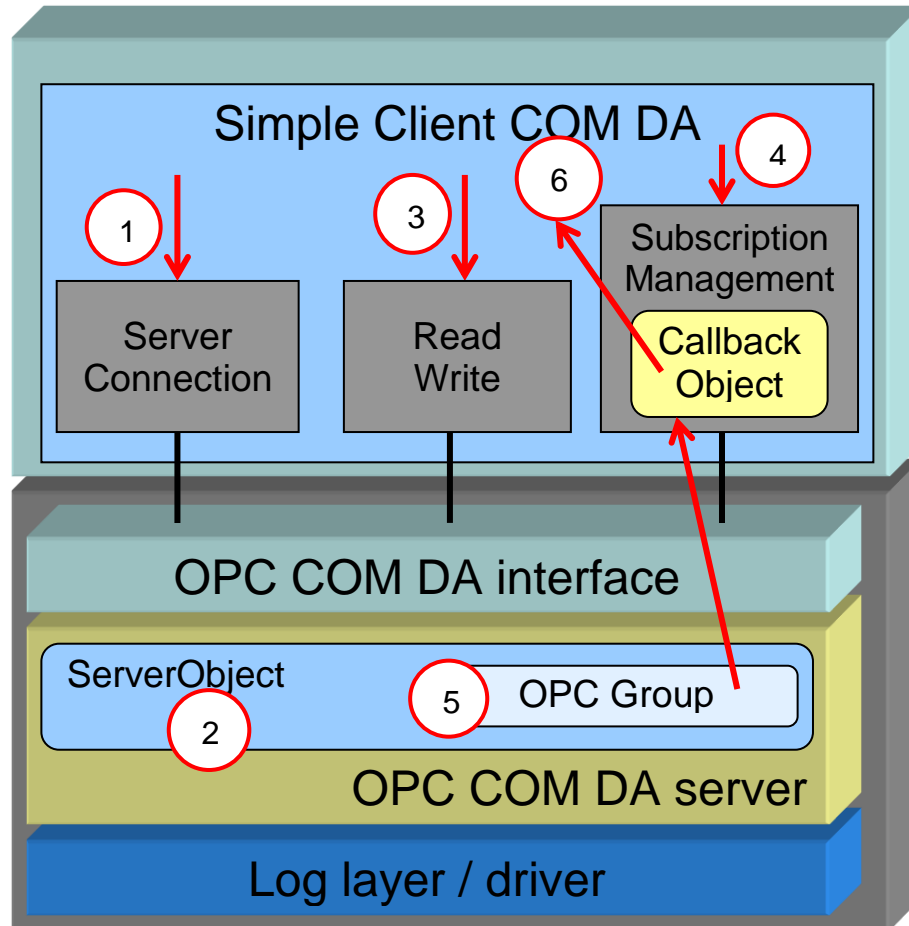 Simple Client COM DA
1
3
6
4
Server
Connection
Read
Write
Subscription
Management
Callback
Object
OPC COM DA interface
ServerObject
2
5
OPC Group
OPC COM DA server
Log layer / driver